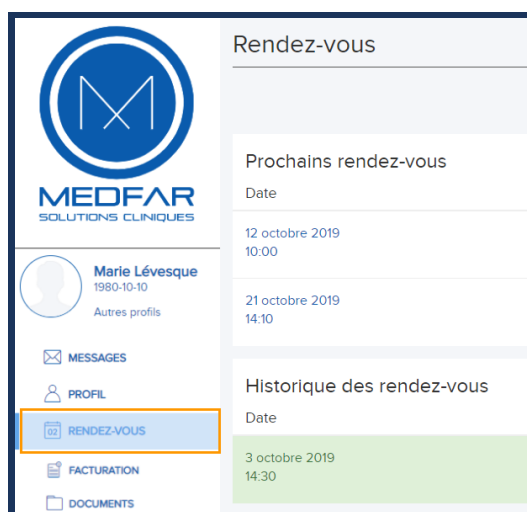 MEDFAR
SOLUTIONS CLINIQUES
Marie Lévesque
1980-10-10
Autres profils
MESSAGES
PROFIL
02 RENDEZ-VOUS
FACTURATION
DOCUMENTS
Rendez-vous
Prochains rendez-vous
Date
12 octobre 2019
10:00
21 octobre 2019
14:10
Historique des rendez-vous
Date
3 octobre 2019
14:30